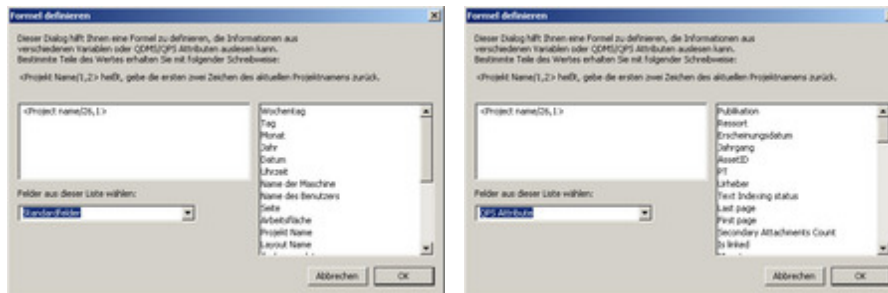 Formel definieren
Dieser Dialog hilft Ihnen eine Formel zu definieren, die Informationen aus
verschiedenen Variablen oder QDMS/QPS Attributen auslesen kann.
Bestimmte Teile des Wertes erhalten Sie mit folgender Schreibweise:
<Projekt Name(1,2> heißt, gebe die ersten zwei Zeichen des aktuellen Projektnamens zurück.
<Project name/26,1>
Wochentag
Tag
Monat
Jahr
Datum
Uhrzeit
Name der Maschine
Name des Benutzers
Seite
Arbeitsfläche
Projekt Name
Layout Name
Felder aus dieser Liste wählen:
Standardfelder
Abbrechen
OK
Formel definieren
Dieser Dialog hilft Ihnen eine Formel zu definieren, die Informationen aus
verschiedenen Variablen oder QDMS/QPS Attributen auslesen kann.
Bestimmte Teile des Wertes erhalten Sie mit folgender Schreibweise:
<Projekt Name(1,2> heißt, gebe die ersten zwei Zeichen des aktuellen Projektnamens zurück.
<Project name/26,1>
Publikation
Ressort
Erscheinungsdatum
Jahrgang
AssetID
PT
Urheber
Text Indexing status
Last page
First page
Secondary Attachments Count
Is linked
Felder aus dieser Liste wählen:
QPS Attribute
Abbrechen
OK